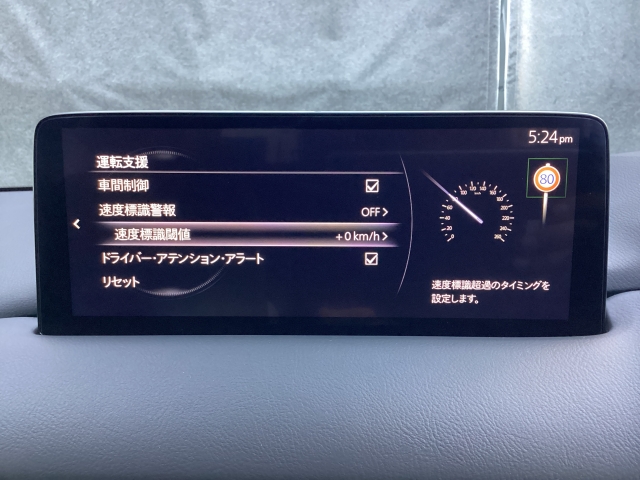 5:24 pm
運転支援
車間制御
速度標識警報 OFF
速度標識閾値 +0 km/h
ドライバー・アテンション・アラート
リセット
80
速度標識超過のタイミングを
設定します。